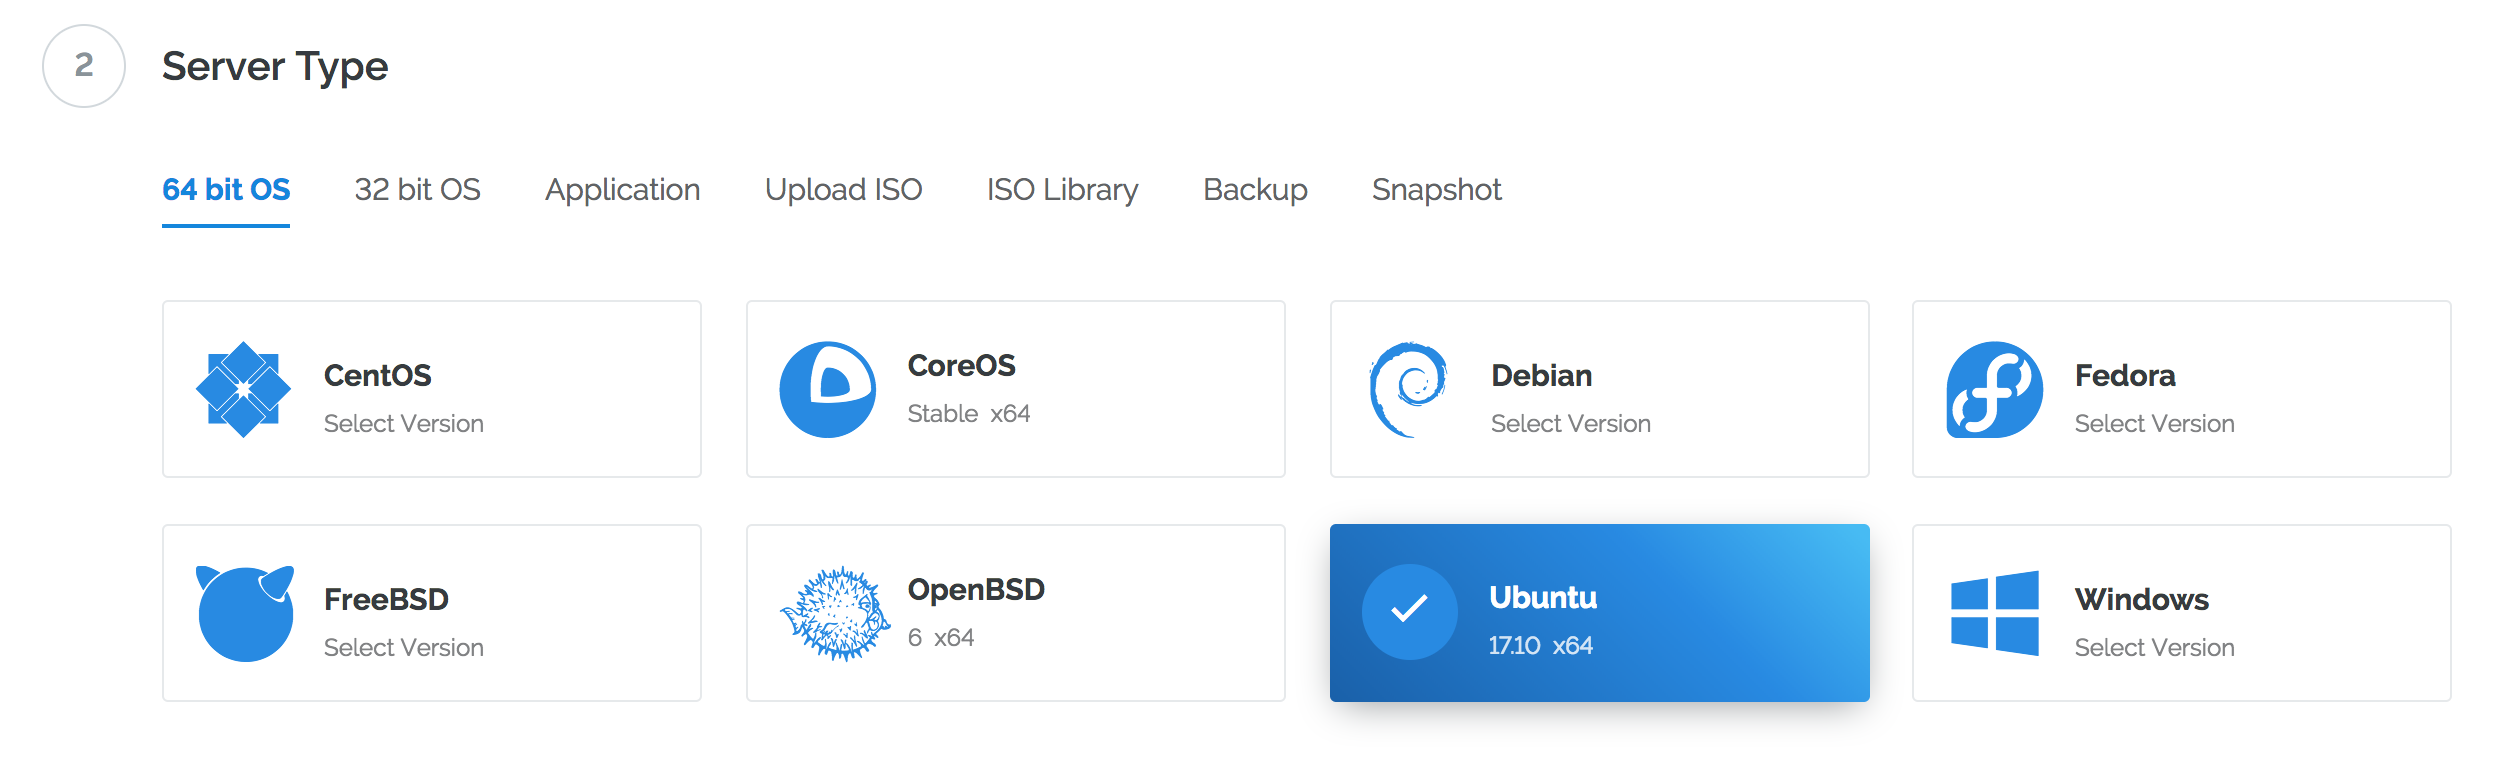 2
Server Type
64 bit OS
32 bit OS
Application
Upload ISO
ISO Library
Backup
Snapshot
CentOS
Select Version
CoreOS
Stable x64
Debian
Select Version
Fedora
Select Version
FreeBSD
Select Version
OpenBSD
6 x64
Ubuntu
17.10 x64
Windows
Select Version